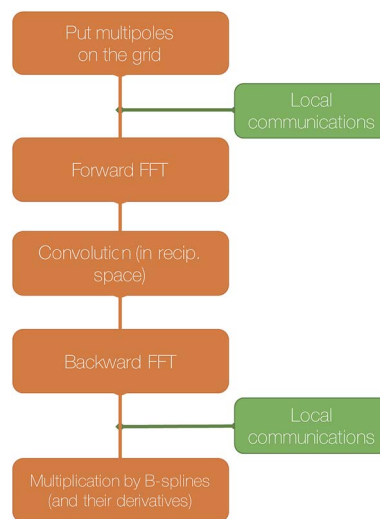 Put multipoles
on the grid
Local
communications
Forward FFT
Convolution (in recip.
space)
Backward FFT
Local
communications
Multiplication by B-splines
(and their derivatives)